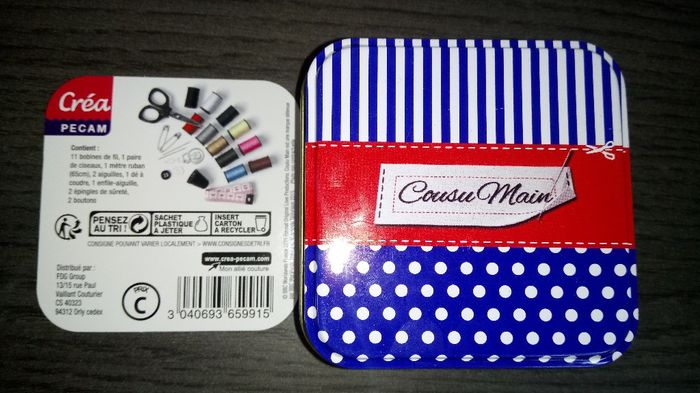 Créa
PECAM
Contient :
11 bobines de fil, 1 paire
de ciseaux, 1 mètre ruban
(65cm), 2 aiguilles, 1 dé à
coudre, 1 enfile-aiguille,
2 épingles de sûreté,
2 boutons
PENSEZ
AU TRI !
SACHET
PLASTIQUE
À JETER
INSERT
CARTON
À RECYCLER
CONSIGNE POUVANT VARIER LOCALEMENT > WWW.CONSIGNESDETRI.FR
www.crea-pecam.com
Mon allié couture
Distribué par :
FDG Group
13/15 rue Paul
Vaillant Couturier
CS 40323
94312 Orly cedex
PRIX
C
3 040693 659915
Cousu Main